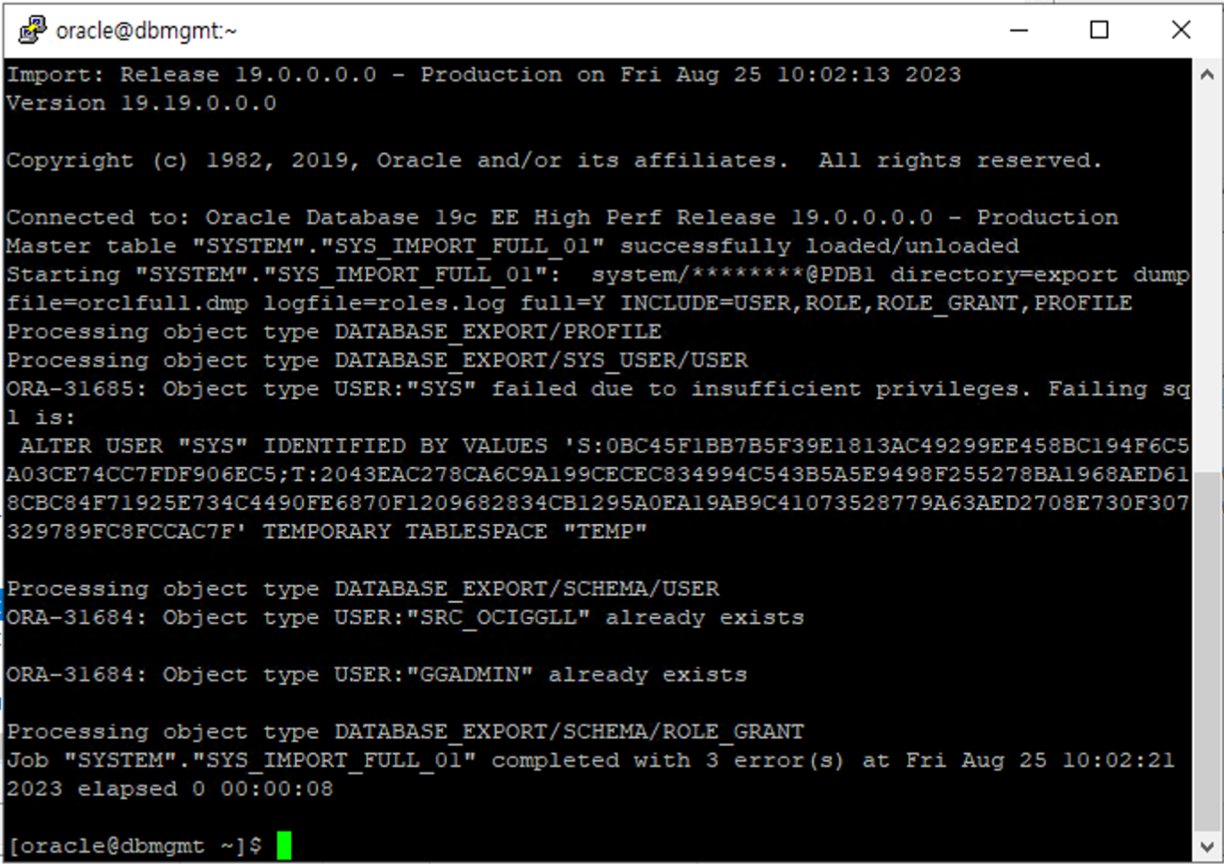 oracle@dbmgmt:~
Import: Release 19.0.0.0.0 - Production on Fri Aug 25 10:02:13 2023
Version 19.19.0.0.0
Copyright (c) 1982, 2019, Oracle and/or its affiliates.  All rights reserved.
Connected to: Oracle Database 19c EE High Perf Release 19.0.0.0.0 - Production
Master table "SYSTEM"."SYS_IMPORT_FULL_01" successfully loaded/unloaded
Starting "SYSTEM"."SYS_IMPORT_FULL_01":  system/********@PDB1 directory=export dump
file=orclfull.dmp logfile=roles.log full=Y INCLUDE=USER,ROLE,ROLE_GRANT,PROFILE
Processing object type DATABASE_EXPORT/PROFILE
Processing object type DATABASE_EXPORT/SYS_USER/USER
ORA-31685: Object type USER:"SYS" failed due to insufficient privileges. Failing sq
l is:
 ALTER USER "SYS" IDENTIFIED BY VALUES 'S:0BC45F1BB7B5F39E1813AC49299EE458BC194F6C5
A03CE74CC7FDF906EC5;T:2043EAC278CA6C9A199CECEC834994C543B5A5E9498F255278BA1968AED61
8CBC84F71925E734C4490FE6870F1209682834CB1295A0EA19AB9C41073528779A63AED2708E730F307
329789FC8FCCAC7F' TEMPORARY TABLESPACE "TEMP"
Processing object type DATABASE_EXPORT/SCHEMA/USER
ORA-31684: Object type USER:"SRC_OCIGGLL" already exists
ORA-31684: Object type USER:"GGADMIN" already exists
Processing object type DATABASE_EXPORT/SCHEMA/ROLE_GRANT
Job "SYSTEM"."SYS_IMPORT_FULL_01" completed with 3 error(s) at Fri Aug 25 10:02:21
2023 elapsed 0 00:00:08
[oracle@dbmgmt ~]$